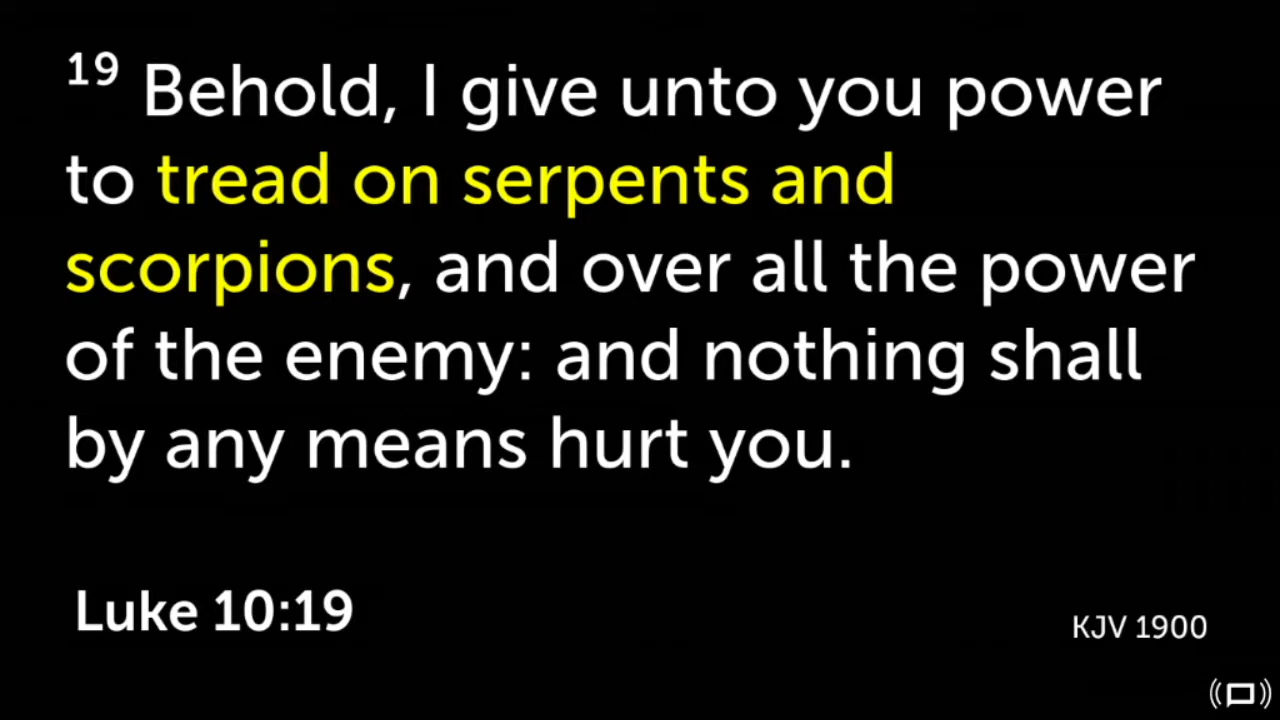 19 Behold, I give unto you power
to tread on serpents and
scorpions, and over all the power
of the enemy: and nothing shall
by any means hurt you.
Luke 10:19
KJV 1900